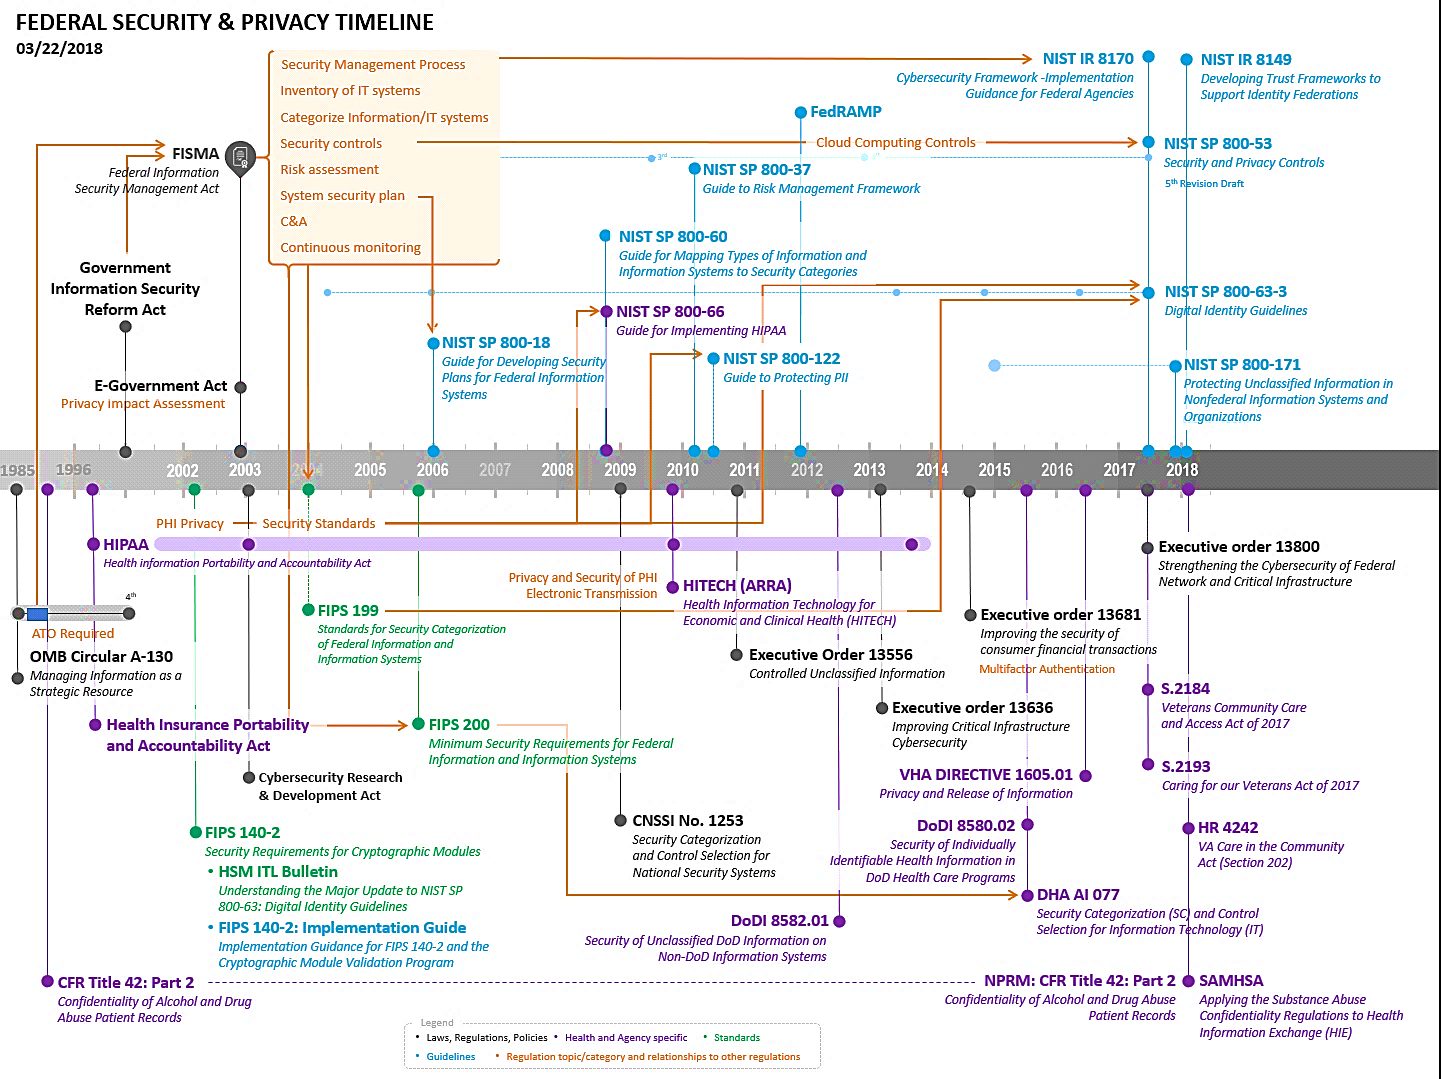 FEDERAL SECURITY & PRIVACY TIMELINE
03/22/2018
Security Management Process
Inventory of IT systems
Categorize Information/IT systems
Security controls
Risk assessment
System security plan
C&A
Continuous monitoring
NIST IR 8170
Cybersecurity Framework -Implementation
Guidance for Federal Agencies
NIST IR 8149
Developing Trust Frameworks to
Support Identity Federations
FedRAMP
Cloud Computing Controls
NIST SP 800-53
Security and Privacy Controls
5th Revision Draft
3rd
FISMA
Federal Information
Security Management Act
NIST SP 800-37
Guide to Risk Management Framework
NIST SP 800-60
Guide for Mapping Types of Information and
Information Systems to Security Categories
Government
Information Security
Reform Act
NIST SP 800-63-3
Digital Identity Guidelines
NIST SP 800-66
Guide for Implementing HIPAA
NIST SP 800-18
Guide for Developing Security
Plans for Federal Information
Systems
NIST SP 800-122
Guide to Protecting PII
NIST SP 800-171
Protecting Unclassified Information in
Nonfederal Information Systems and
Organizations
E-Government Act
Privacy Impact Assessment
1985 1996 2002 2003 2004 2005 2006 2007 2008 2009 2010 2011 2012 2013 2014 2015 2016 2017 2018
PHI Privacy
Security Standards
HIPAA
Health information Portability and Accountability Act
Privacy and Security of PHI
Electronic Transmission
HITECH (ARRA)
Health Information Technology for
Economic and Clinical Health (HITECH)
Executive order 13800
Strengthening the Cybersecurity of Federal
Network and Critical Infrastructure
4th
ATO Required
OMB Circular A-130
Managing Information as a
Strategic Resource
FIPS 199
Standards for Security Categorization
of Federal Information and
Information Systems
Executive order 13681
Improving the security of
consumer financial transactions
Multifactor Authentication
Executive Order 13556
Controlled Unclassified Information
S.2184
Veterans Community Care
and Access Act of 2017
Executive order 13636
Improving Critical Infrastructure
Cybersecurity
Health Insurance Portability
and Accountability Act
FIPS 200
Minimum Security Requirements for Federal
Information and Information Systems
Cybersecurity Research
& Development Act
VHA DIRECTIVE 1605.01
Privacy and Release of Information
S.2193
Caring for our Veterans Act of 2017
FIPS 140-2
Security Requirements for Cryptographic Modules
• HSM ITL Bulletin
Understanding the Major Update to NIST SP
800-63: Digital Identity Guidelines
• FIPS 140-2: Implementation Guide
Implementation Guidance for FIPS 140-2 and the
Cryptographic Module Validation Program
CNSSI No. 1253
Security Categorization
and Control Selection for
National Security Systems
DoDI 8580.02
Security of Individually
Identifiable Health Information in
DoD Health Care Programs
HR 4242
VA Care in the Community
Act (Section 202)
DHA AI 077
Security Categorization (SC) and Control
Selection for Information Technology (IT)
DoDI 8582.01
Security of Unclassified DoD Information on
Non-DoD Information Systems
CFR Title 42: Part 2
Confidentiality of Alcohol and Drug
Abuse Patient Records
NPRM: CFR Title 42: Part 2
Confidentiality of Alcohol and Drug Abuse
Patient Records
SAMHSA
Applying the Substance Abuse
Confidentiality Regulations to Health
Information Exchange (HIE)
Legend
• Laws, Regulations, Policies • Health and Agency specific • Standards
• Guidelines • Regulation topic/category and relationships to other regulations